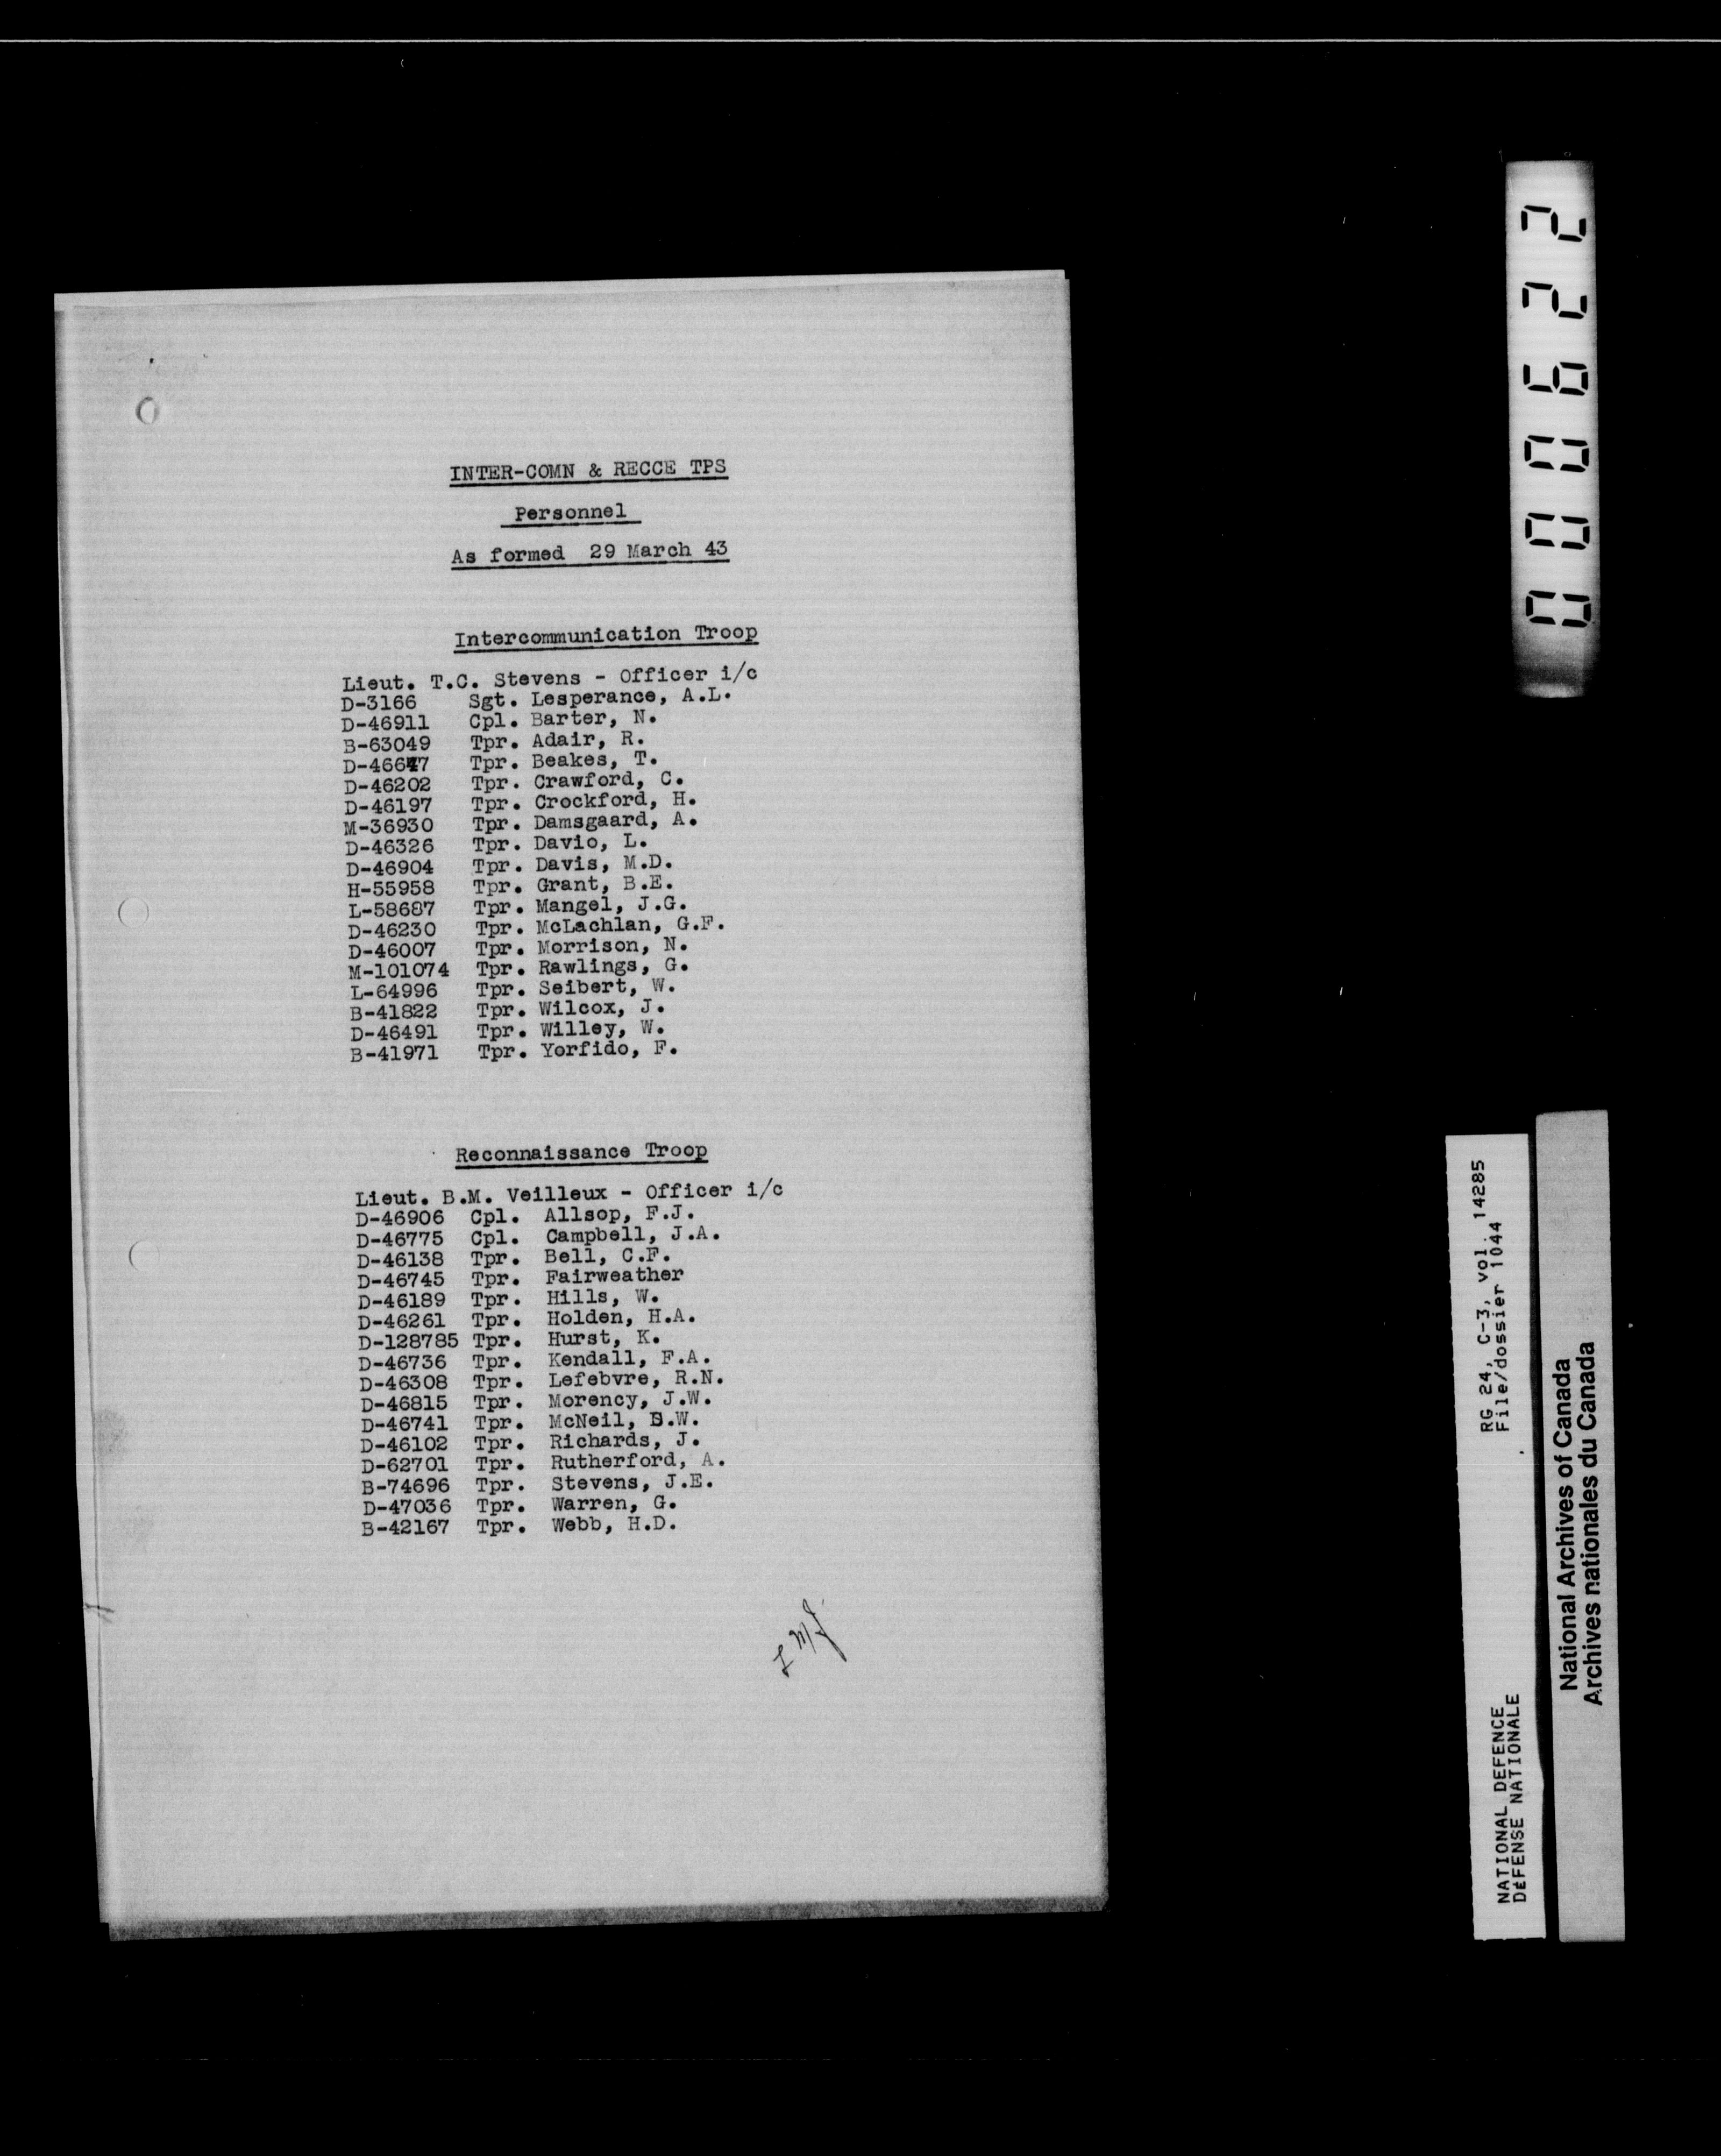 INTER-COMN & RECCE TPS
Personnel
As formed 29 March 43
Intercommunication Troop
Lieut. T.C. Stevens - Officer i/c
D-3166 Sgt. Lesperance, A.L.
D-46911 Cpl. Barter, N.
B-63049 Tpr. Adair, R.
D-46647 Tpr. Beakes, T.
D-46202 Tpr. Crawford, C.
D-46197 Tpr. Crockford, H.
M-36930 Tpr. Damsgaard, A.
D-46326 Tpr. Davio, L.
D-46904 Tpr. Davis, M.D.
H-55958 Tpr. Grant, B.E.
L-58687 Tpr. Mangel, J.G.
D-46230 Tpr. McLachlan, G.F.
D-46007 Tpr. Morrison, N.
M-101074 Tpr. Rawlings, G.
L-64996 Tpr. Seibert, W.
B-41822 Tpr. Wilcox, J.
D-46491 Tpr. Willey, W.
B-41971 Tpr. Yorfido, F.
Reconnaissance Troop
Lieut. B.M. Veilleux - Officer i/c
D-46906 Cpl. Allsop, F.J.
D-46775 Cpl. Campbell, J.A.
D-46138 Tpr. Bell, C.F.
D-46745 Tpr. Fairweather
D-46189 Tpr. Hills, W.
D-46261 Tpr. Holden, H.A.
D-128785 Tpr. Hurst, K.
D-46736 Tpr. Kendall, F.A.
D-46308 Tpr. Lefebvre, R.N.
D-46815 Tpr. Morency, J.W.
D-46741 Tpr. McNeil, .W.
D-46102 Tpr. Richards, J.
D-62701 Tpr. Rutherford, A.
B-74696 Tpr. Stevens, J.E.
D-47036 Tpr. Warren, G.
B-42167 Tpr. Webb, H.D.
000622
RG 24, C-3, vol. 14285
File/dossier 1044
NATIONAL DEFENCE
DÉFENSE NATIONALE
National Archives of Canada
Archives nationales du Canada